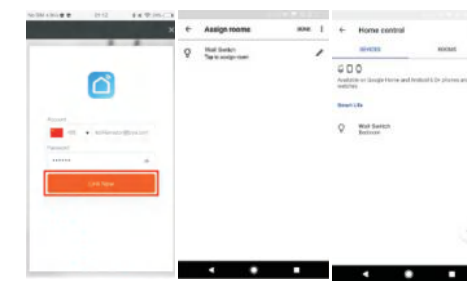 Account
Password
Link Now
Assign rooms
DONE
Wall Switch
Tap to assign room
Home control
DEVICES
ROOMS
Available on Google Home and Android 6.0+ phones and
watches
Smart Life
Wall Switch
Bedroom